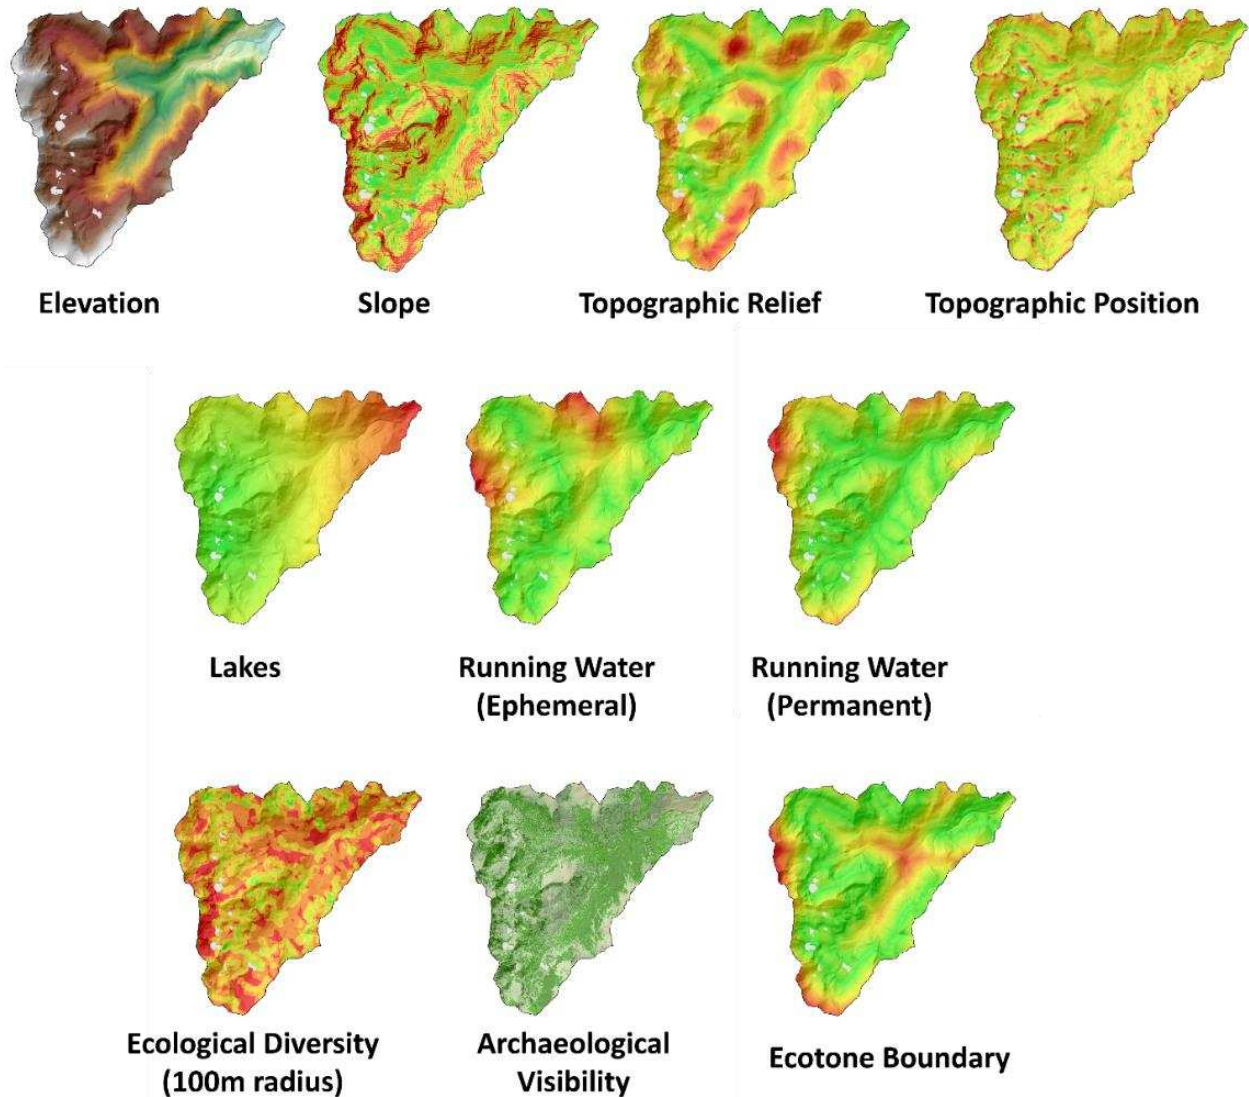 Elevation
Slope
Topographic Relief
Topographic Position
Lakes
Running Water
(Ephemeral)
Running Water
(Permanent)
Ecological Diversity
(100m radius)
Archaeological
Visibility
Ecotone Boundary